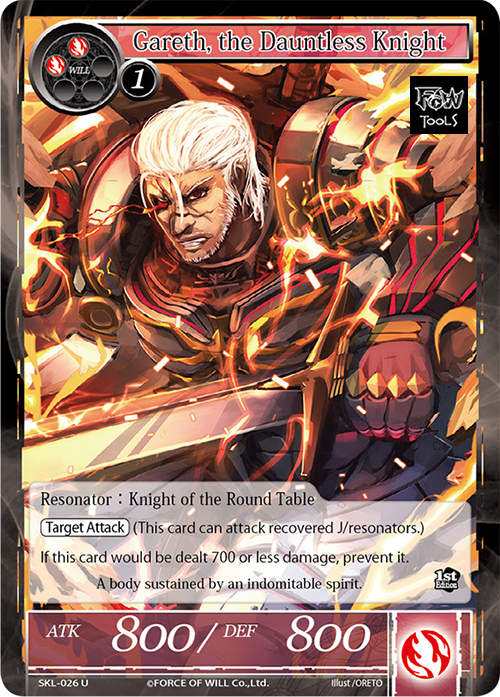 Gareth, the Dauntless Knight
WILL
1
FOW
TOOLS
Resonator : Knight of the Round Table
Target Attack (This card can attack recovered J/resonators.)
If this card would be dealt 700 or less damage, prevent it.
A body sustained by an indomitable spirit.
1st
Edition
ATK 800 / DEF 800
SKL-026 U ©FORCE OF WILL Co.,Ltd. Illust / ORETO